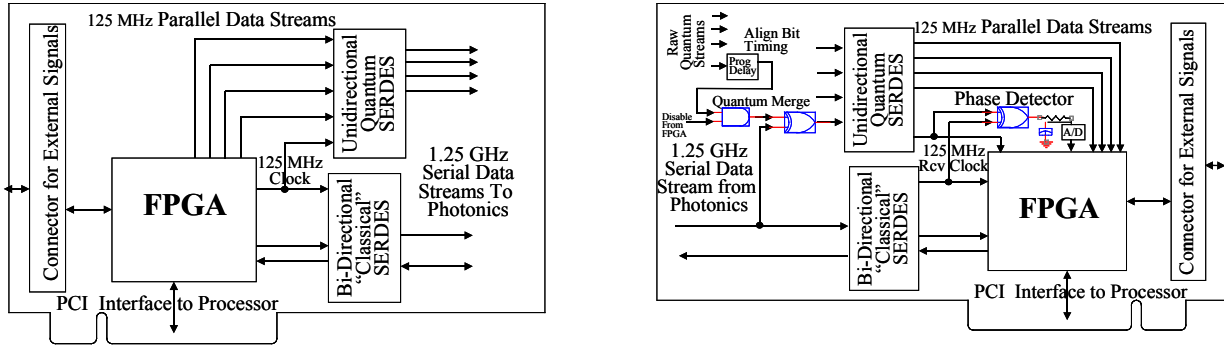 125 MHz Parallel Data Streams
Connector for External Signals
Unidirectional
Quantum
SERDES
125 MHz
Clock
FPGA
1.25 GHz
Serial Data
Streams To
Photonics
Bi-Directional
“Classical”
SERDES
PCI Interface to Processor
Raw
Quantum
Streams
Align Bit
Timing
Prog
Delay
125 MHz Parallel Data Streams
Unidirectional
Quantum
SERDES
Quantum Merge
Disable
From
FPGA
Phase Detector
A/D
1.25 GHz
Serial Data
Stream from
Photonics
125 MHz
Rcv Clock
FPGA
Bi-Directional
“Classical”
SERDES
Connector for External Signals
PCI Interface to Processor